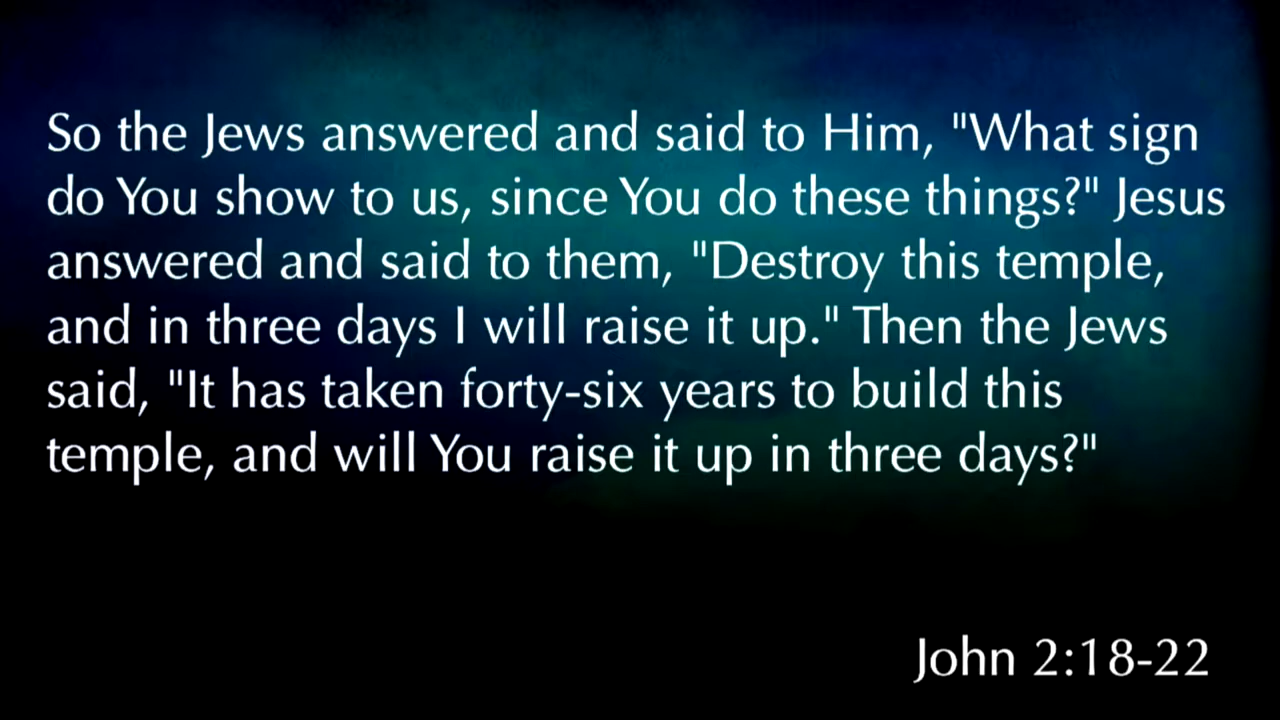 So the Jews answered and said to Him, "What sign
do You show to us, since You do these things?" Jesus
answered and said to them, "Destroy this temple,
and in three days I will raise it up." Then the Jews
said, "It has taken forty-six years to build this
temple, and will You raise it up in three days?"
John 2:18-22